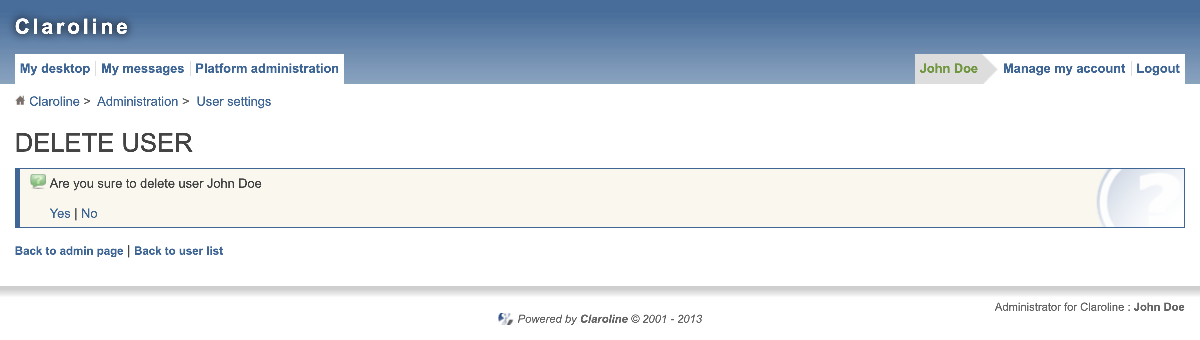 Claroline
My desktop My messages Platform administration John Doe Manage my account Logout
Claroline > Administration > User settings
DELETE USER
Are you sure to delete user John Doe
Yes | No
Back to admin page | Back to user list
Administrator for Claroline : John Doe
Powered by Claroline © 2001 - 2013